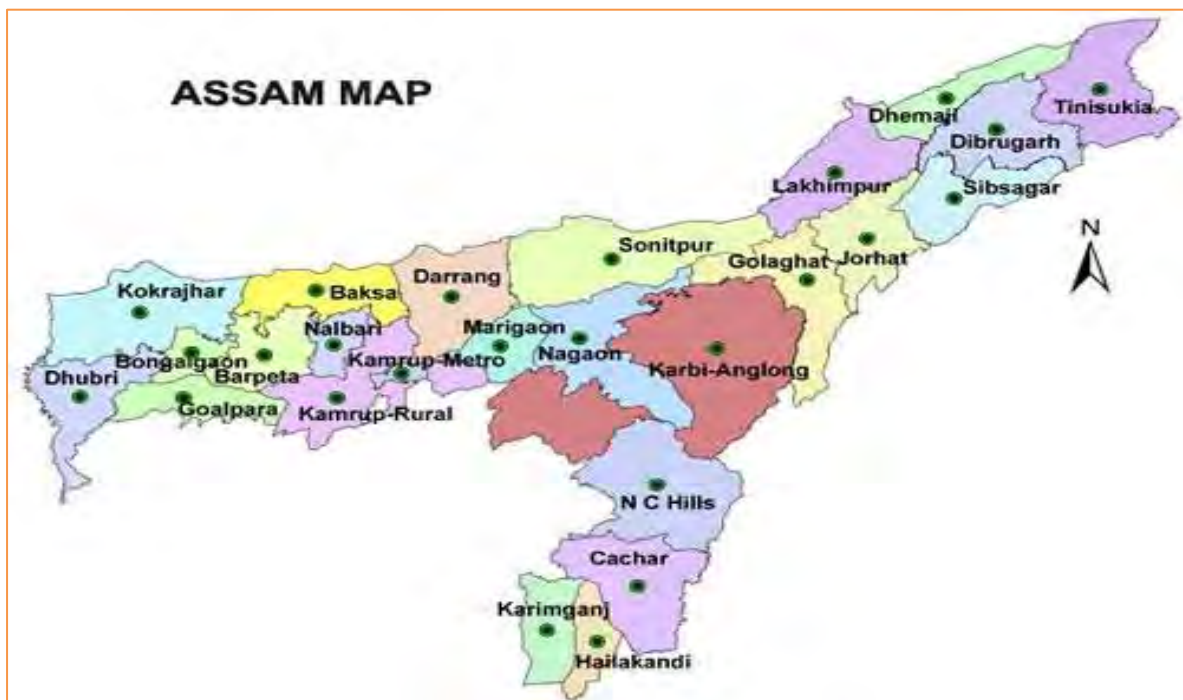 ASSAM MAP
Tinisukia
Dhemaji
Dibrugarh
Lakhimpur
Sibsagar
N
Sonitpur
Golaghat
Jorhat
Darrang
Kokrajhar
Baksa
Nalbari
Marigaon
Nagaon
Kamrup-Metro
Bongaigaon
Karbi-Anglong
Dhubri
Barpeta
Goalpara
Kamrup-Rural
N C Hills
Cachar
Karimganj
Hailakandi